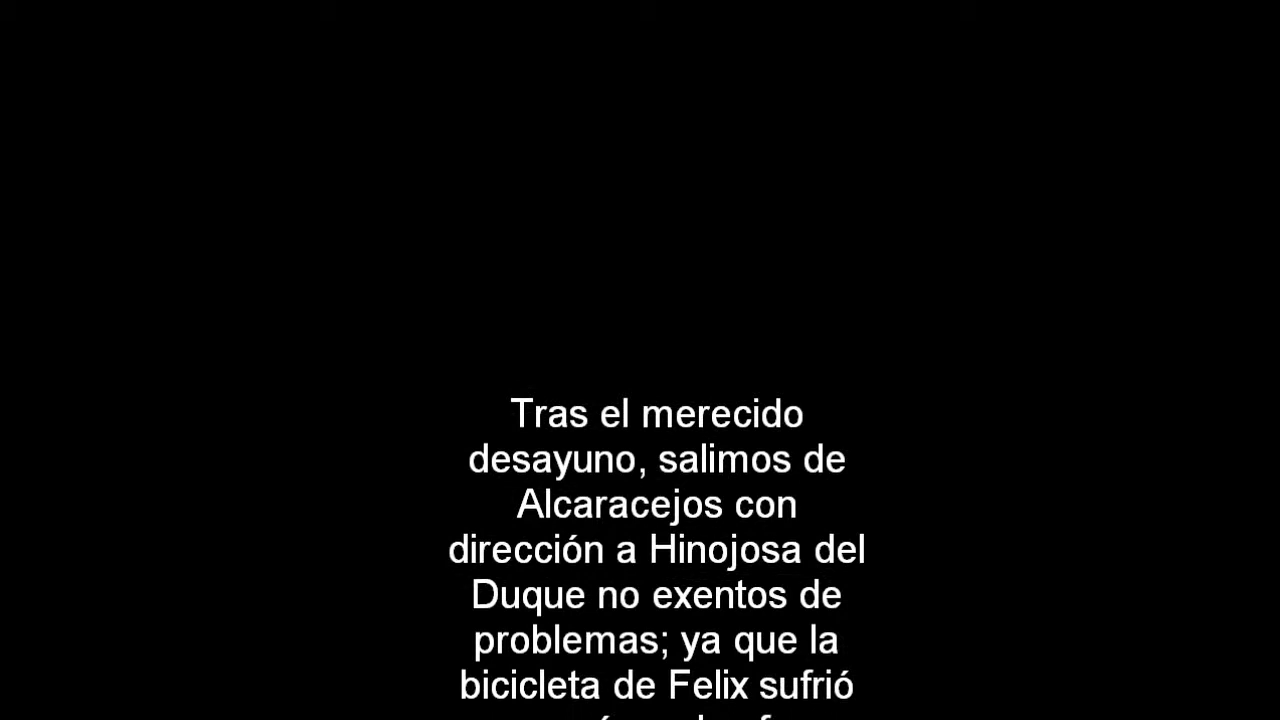 Tras el merecido
desayuno, salimos de
Alcaracejos con
dirección a Hinojosa del
Duque no exentos de
problemas; ya que la
bicicleta de Felix sufrió